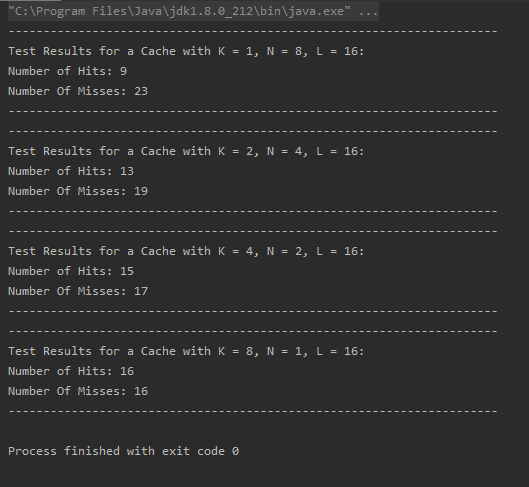 "C:\Program Files\Java\jdk1.8.0_212\bin\java.exe" ...
----------------------------------------------------------------------
Test Results for a Cache with K = 1, N = 8, L = 16:
Number of Hits: 9
Number Of Misses: 23
----------------------------------------------------------------------
----------------------------------------------------------------------
Test Results for a Cache with K = 2, N = 4, L = 16:
Number of Hits: 13
Number Of Misses: 19
----------------------------------------------------------------------
----------------------------------------------------------------------
Test Results for a Cache with K = 4, N = 2, L = 16:
Number of Hits: 15
Number Of Misses: 17
----------------------------------------------------------------------
----------------------------------------------------------------------
Test Results for a Cache with K = 8, N = 1, L = 16:
Number of Hits: 16
Number Of Misses: 16
----------------------------------------------------------------------
Process finished with exit code 0